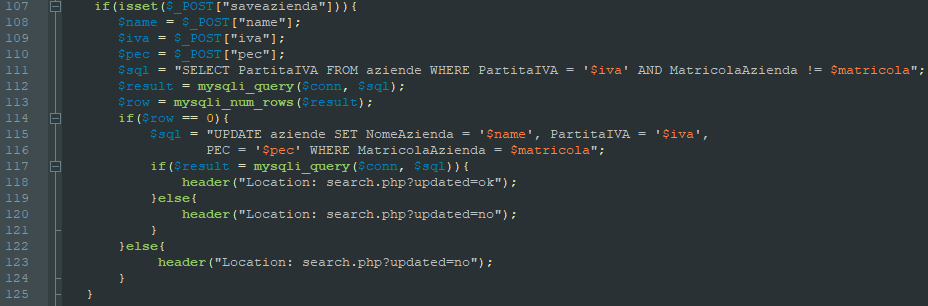 107 if(isset($_POST["saveazienda"])){
108 $name = $_POST["name"];
109 $iva = $_POST["iva"];
110 $pec = $_POST["pec"];
111 $sql = "SELECT PartitaIVA FROM aziende WHERE PartitaIVA = '$iva' AND MatricolaAzienda != $matricola";
112 $result = mysqli_query($conn, $sql);
113 $row = mysqli_num_rows($result);
114 if($row == 0){
115 $sql = "UPDATE aziende SET NomeAzienda = '$name', PartitaIVA = '$iva',
116 PEC = '$pec' WHERE MatricolaAzienda = $matricola";
117 if($result = mysqli_query($conn, $sql)){
118 header("Location: search.php?updated=ok");
119 }else{
120 header("Location: search.php?updated=no");
121 }
122 }else{
123 header("Location: search.php?updated=no");
124 }
125 }